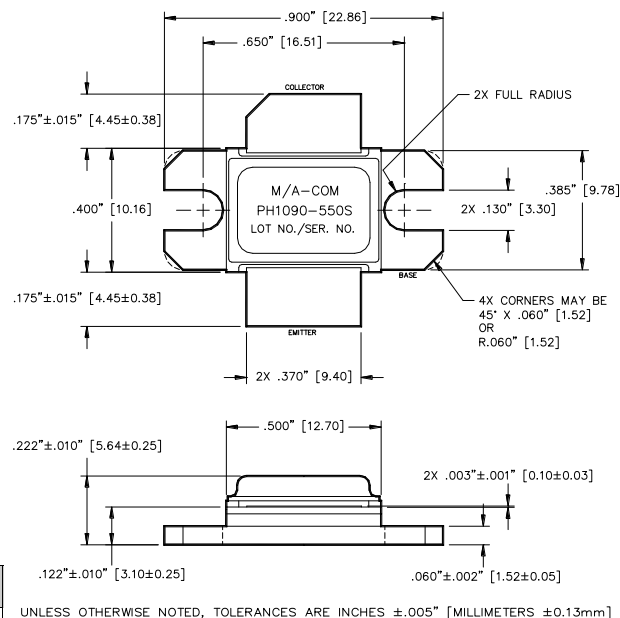 .900" [22.86]
.650" [16.51]
COLLECTOR
2X FULL RADIUS
.175"±.015" [4.45±0.38]
M/A-COM
PH1090-550S
LOT NO./SER. NO.
.385" [9.78]
.400" [10.16]
2X .130" [3.30]
BASE
.175"±.015" [4.45±0.38]
EMITTER
4X CORNERS MAY BE
45° X .060" [1.52]
OR
R.060" [1.52]
2X .370" [9.40]
.500" [12.70]
.222"±.010" [5.64±0.25]
2X .003"±.001" [0.10±0.03]
.122"±.010" [3.10±0.25]
.060"±.002" [1.52±0.05]
UNLESS OTHERWISE NOTED, TOLERANCES ARE INCHES ±.005" [MILLIMETERS ±0.13mm]